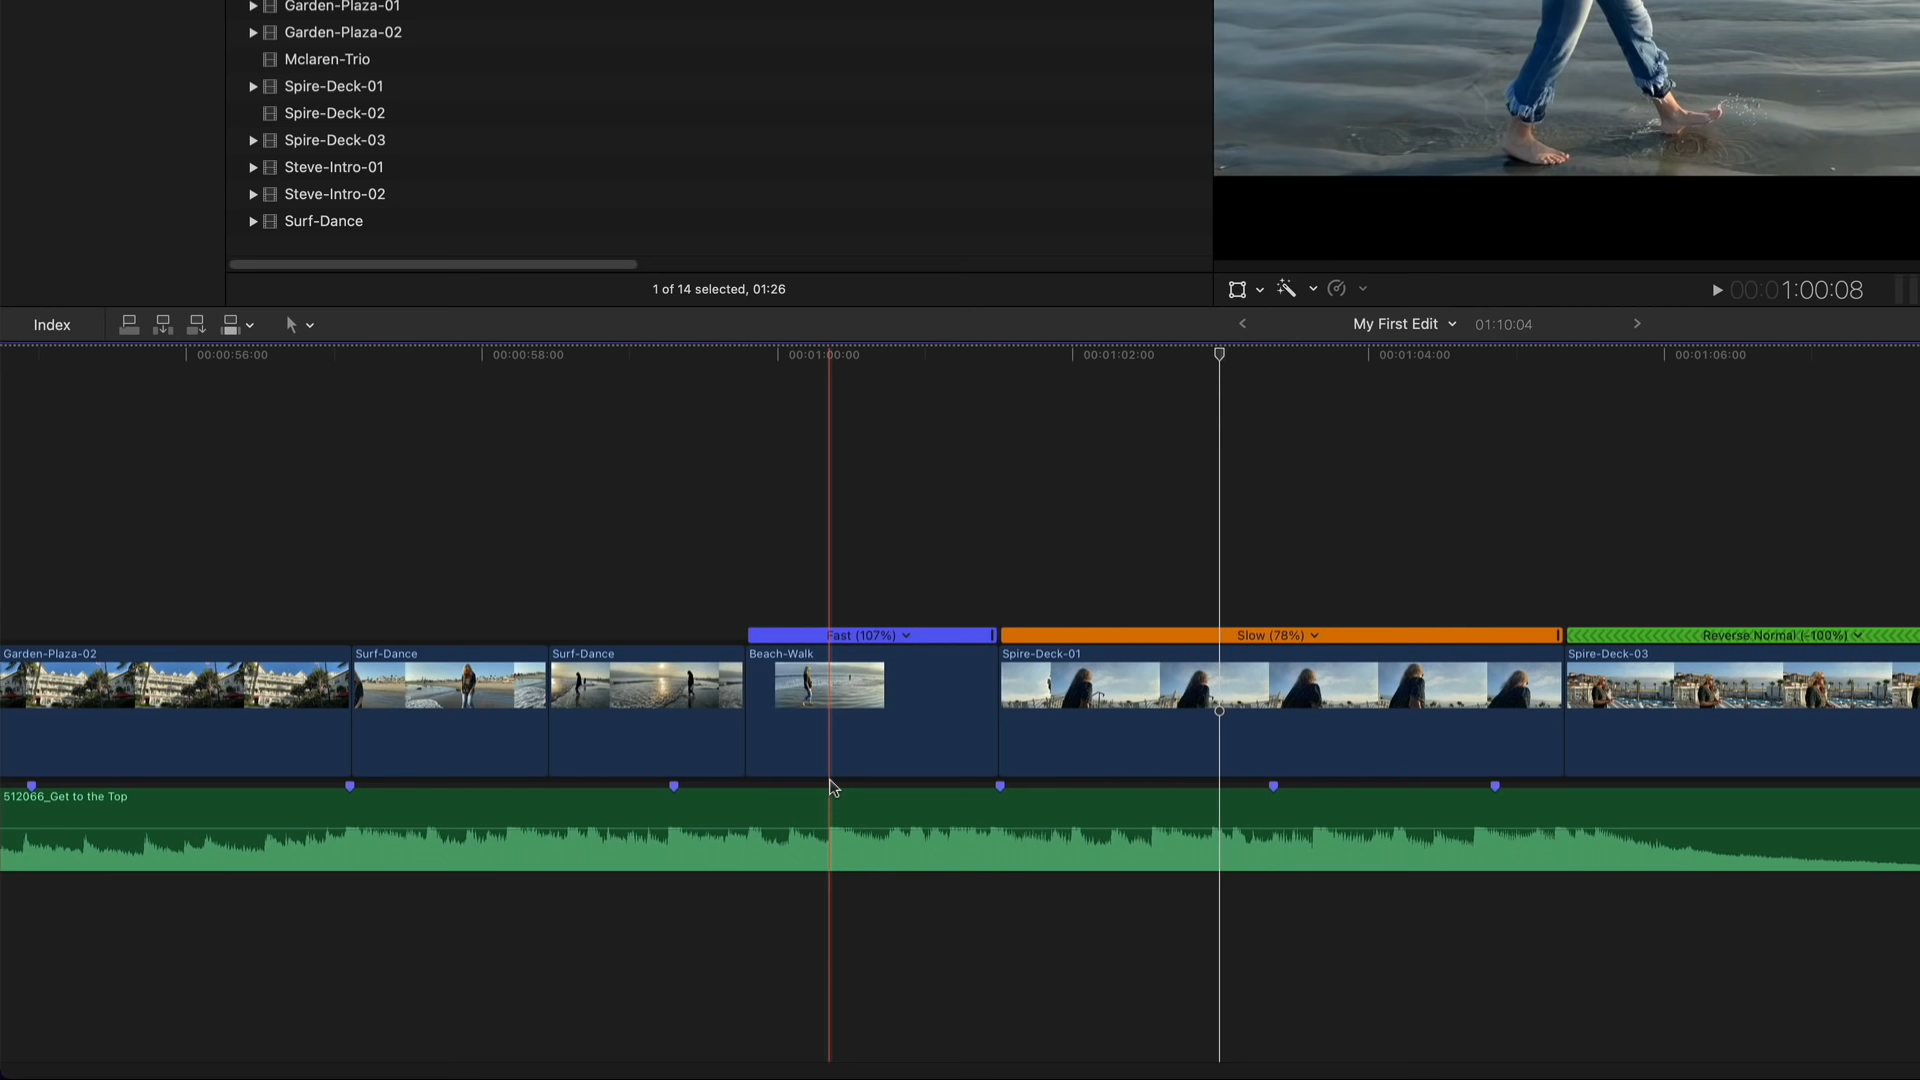 Garden-Plaza-01
Garden-Plaza-02
Mclaren-Trio
Spire-Deck-01
Spire-Deck-02
Spire-Deck-03
Steve-Intro-01
Steve-Intro-02
Surf-Dance
1 of 14 selected, 01:26
00:01:00:08
Index
My First Edit
01:10:04
00:00:56:00
00:00:58:00
00:01:00:00
00:01:02:00
00:01:04:00
00:01:06:00
Fast (107%)
Slow (78%)
Reverse Normal (-100%)
Garden-Plaza-02
Surf-Dance
Surf-Dance
Beach-Walk
Spire-Deck-01
Spire-Deck-03
512066_Get to the Top